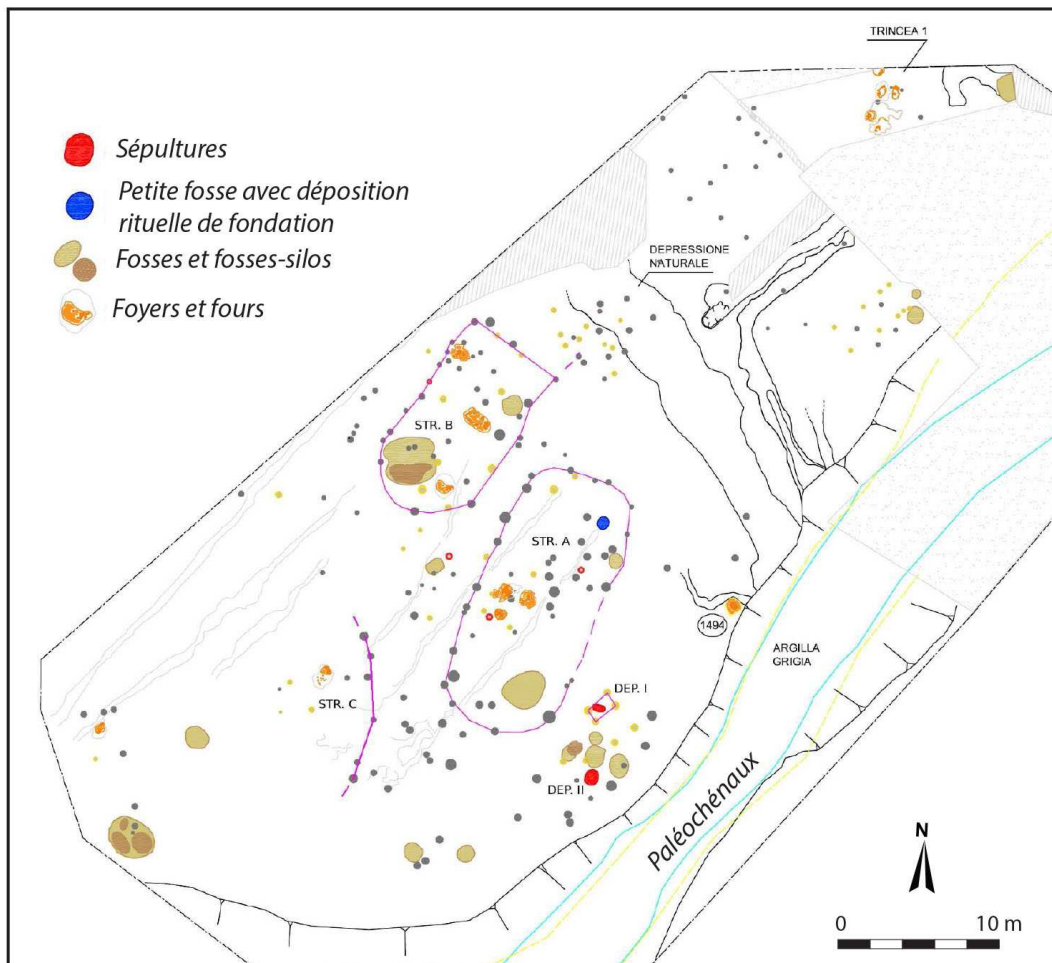 TRINCEA 1
Sépultures
Petite fosse avec déposition
rituelle de fondation
Fosses et fosses-silos
Foyers et fours
DEPRESSIONE
NATURALE
STR. B
STR. A
1494
ARGILLA
GRIGIA
STR. C
DEP. I
DEP. II
Paléochénaux
N
0 10 m